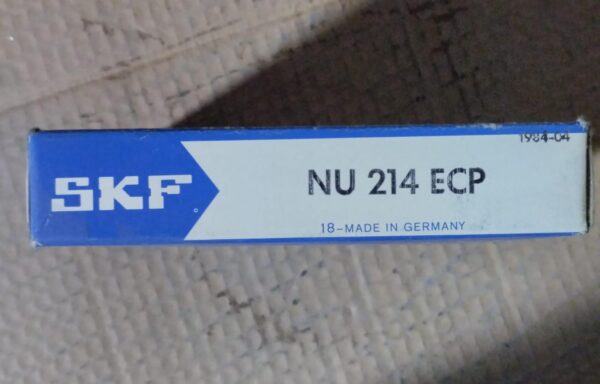 1984-04
SKF
NU 214 ECP
18-MADE IN GERMANY